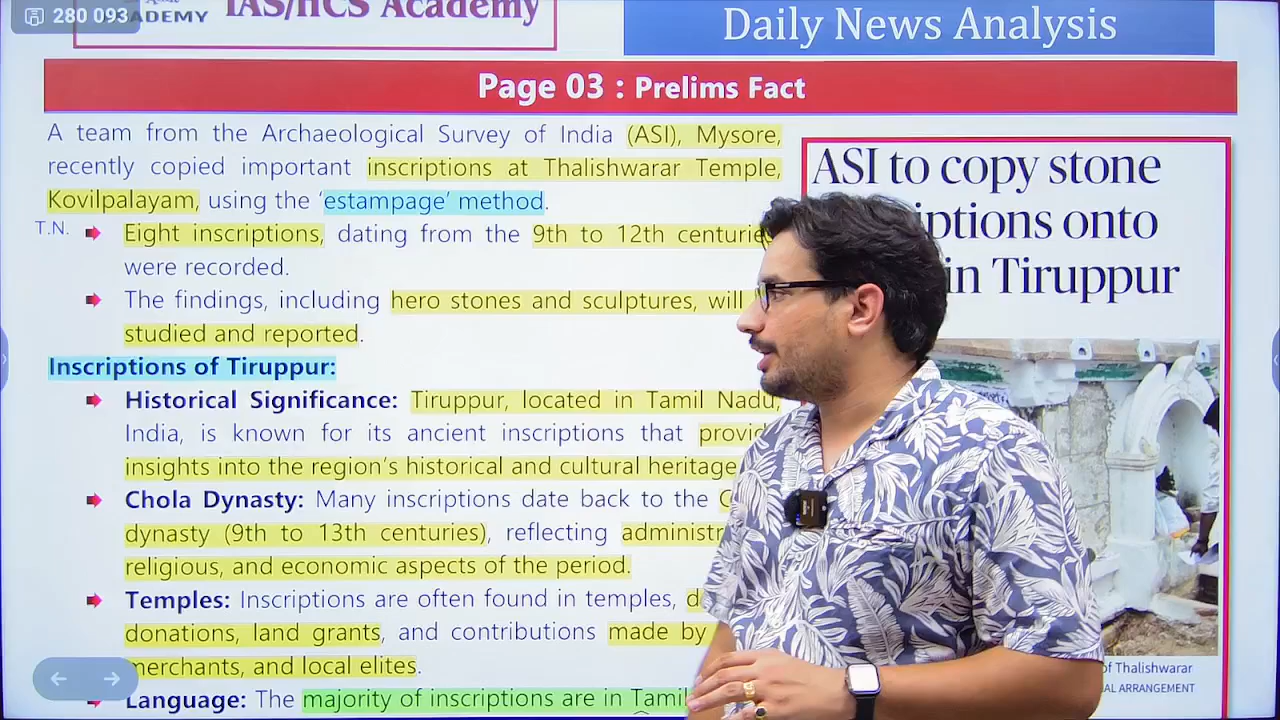 280 093
ADEMY
IAS/HCS Academy
Daily News Analysis
Page 03 : Prelims Fact
A team from the Archaeological Survey of India (ASI), Mysore,
recently copied important inscriptions at Thalishwarar Temple,
Kovilpalayam, using the ‘estampage’ method.
T.N.
Eight inscriptions, dating from the 9th to 12th
were recorded.
The findings, including hero stones and sculptures, will
studied and reported.
Inscriptions of Tiruppur:
Historical Significance: Tiruppur, located in Tamil Nadu,
India, is known for its ancient inscriptions that
insights into the region’s historical and cultural heritage
Chola Dynasty: Many inscriptions date back to the
dynasty (9th to 13th centuries), reflecting
religious, and economic aspects of the period.
Temples: Inscriptions are often found in temples,
donations, land grants, and contributions made by
merchants, and local elites.
Language: The majority of inscriptions are in Tamil
ASI to copy stone
iptions onto
in Tiruppur
of Thalishwarar
AL ARRANGEMENT